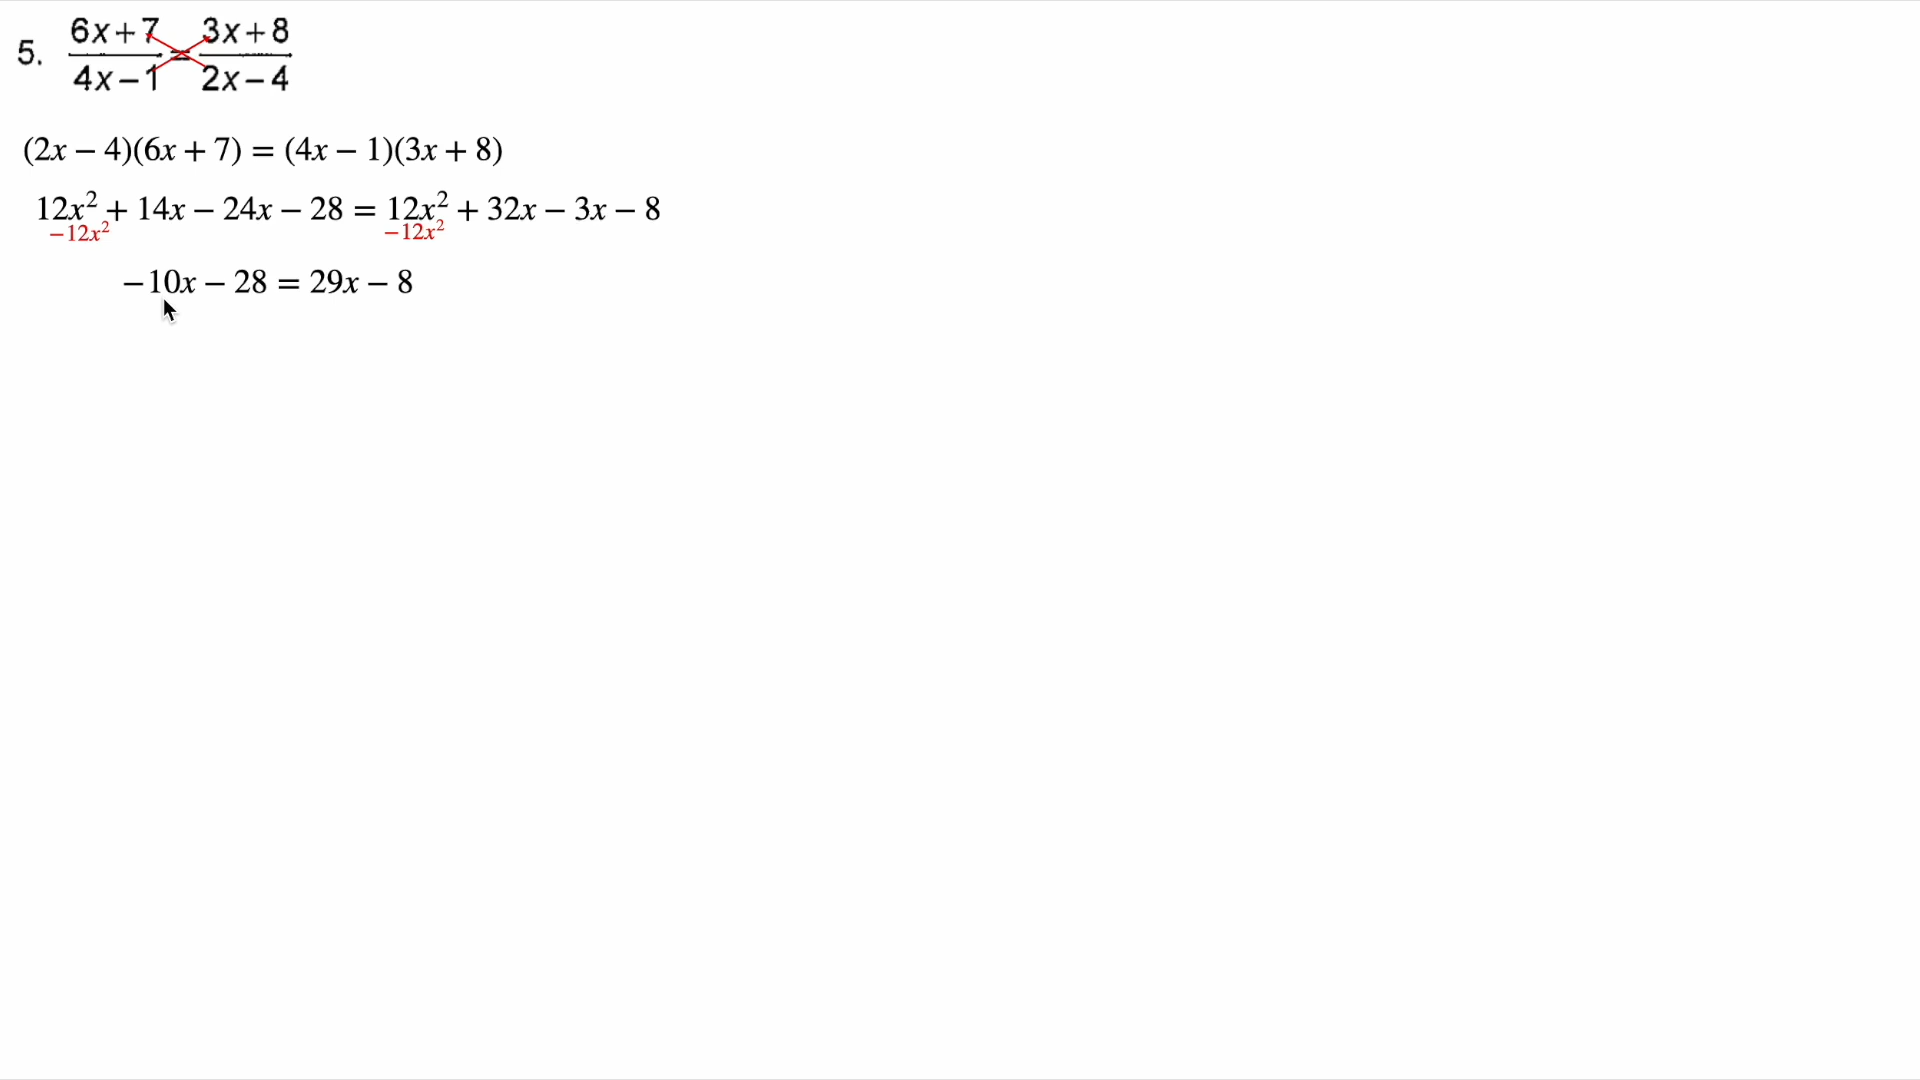 5. 6x+7 / 4x−1 = 3x+8 / 2x−4
(2x − 4)(6x + 7) = (4x − 1)(3x + 8)
12x² + 14x − 24x − 28 = 12x² + 32x − 3x − 8
−12x² −12x²
−10x − 28 = 29x − 8